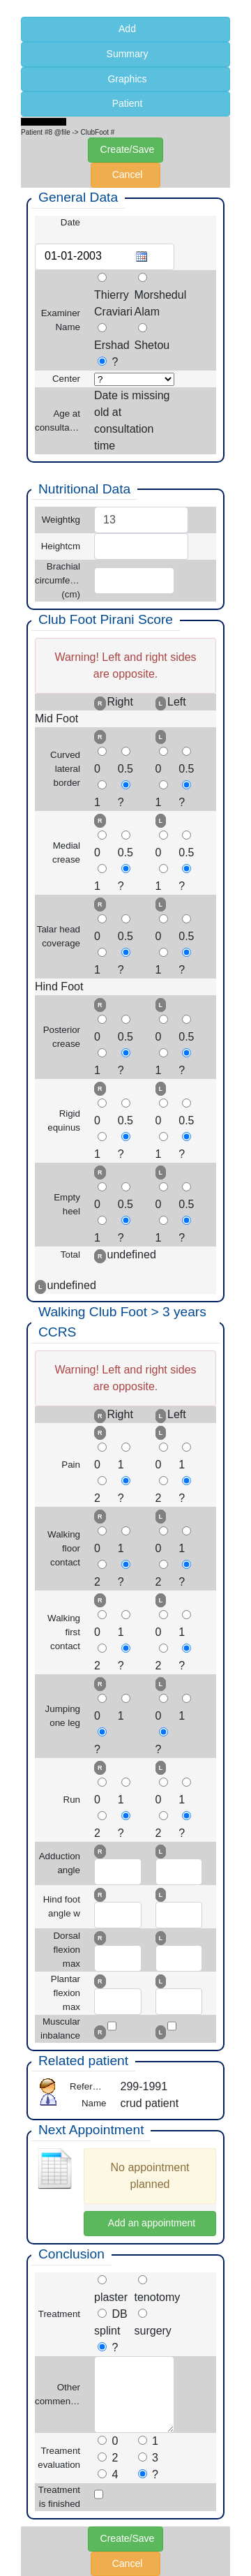 Add
Summary
Graphics
Patient
Patient #8 @file -> ClubFoot #
Create/Save
Cancel
General Data
Date
01-01-2003
Examiner Name
Thierry Craviari
Morshedul Alam
Ershad
Shetou
?
Center
?
Age at consulta...
Date is missing
old at
consultation
time
Nutritional Data
Weightkg
13
Heightcm
Brachial
circumfe...
(cm)
Club Foot Pirani Score
Warning! Left and right sides
are opposite.
R Right L Left
Mid Foot
Curved lateral border
R L
0 0.5 0 0.5
1 ? 1 ?
Medial crease
R L
0 0.5 0 0.5
1 ? 1 ?
Talar head coverage
R L
0 0.5 0 0.5
1 ? 1 ?
Hind Foot
Posterior crease
R L
0 0.5 0 0.5
1 ? 1 ?
Rigid equinus
R L
0 0.5 0 0.5
1 ? 1 ?
Empty heel
R L
0 0.5 0 0.5
1 ? 1 ?
Total R undefined
L undefined
Walking Club Foot > 3 years
CCRS
Warning! Left and right sides
are opposite.
R Right L Left
Pain
R L
0 1 0 1
2 ? 2 ?
Walking floor contact
R L
0 1 0 1
2 ? 2 ?
Walking first contact
R L
0 1 0 1
2 ? 2 ?
Jumping one leg
R L
0 1 0 1
? ?
Run
R L
0 1 0 1
2 ? 2 ?
Adduction angle
R L
Hind foot angle w
R L
Dorsal flexion max
R L
Plantar flexion max
R L
Muscular inbalance
R L
Related patient
Refer... 299-1991
Name crud patient
Next Appointment
No appointment
planned
Add an appointment
Conclusion
Treatment
plaster tenotomy
DB splint surgery
?
Other
commen...
Treament evaluation
0 1
2 3
4 ?
Treatment
is finished
Create/Save
Cancel